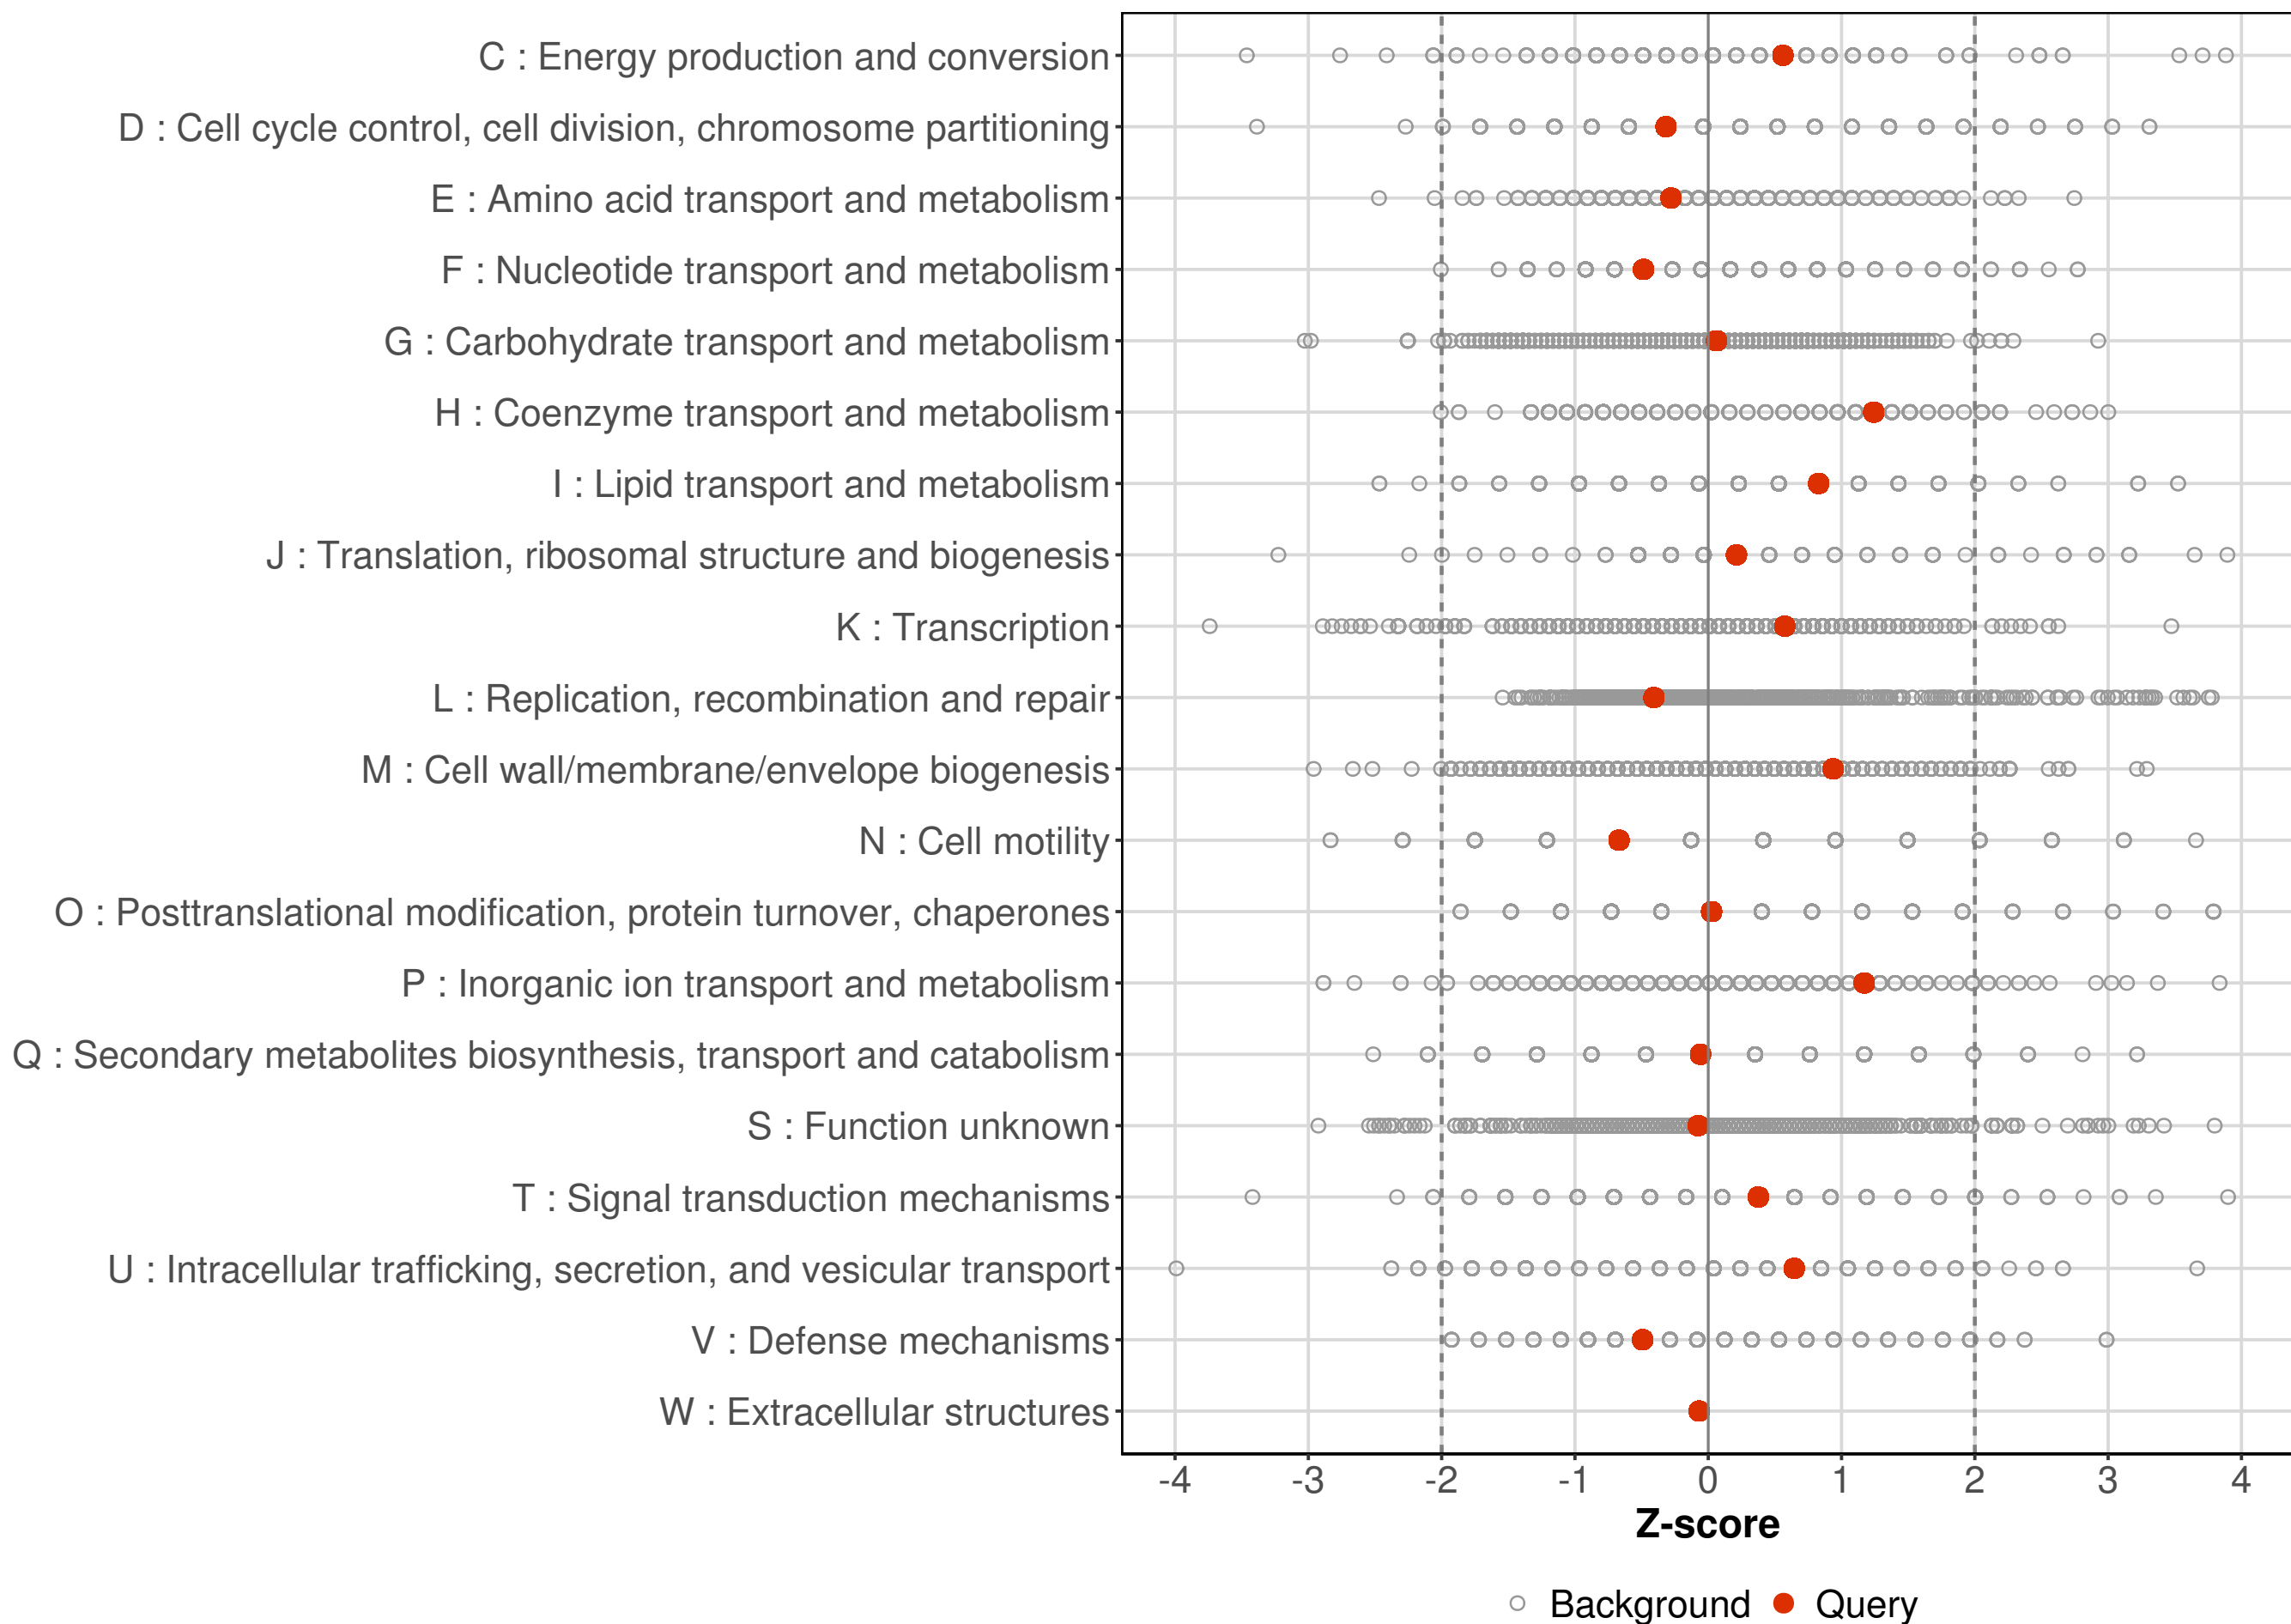 C : Energy production and conversion
D : Cell cycle control, cell division, chromosome partitioning
E : Amino acid transport and metabolism
F : Nucleotide transport and metabolism
G : Carbohydrate transport and metabolism
H : Coenzyme transport and metabolism
I : Lipid transport and metabolism
J : Translation, ribosomal structure and biogenesis
K : Transcription
L : Replication, recombination and repair
M : Cell wall/membrane/envelope biogenesis
N : Cell motility
O : Posttranslational modification, protein turnover, chaperones
P : Inorganic ion transport and metabolism
Q : Secondary metabolites biosynthesis, transport and catabolism
S : Function unknown
T : Signal transduction mechanisms
U : Intracellular trafficking, secretion, and vesicular transport
V : Defense mechanisms
W : Extracellular structures
-4 -3 -2 -1 0 1 2 3 4
Z-score
Background Query